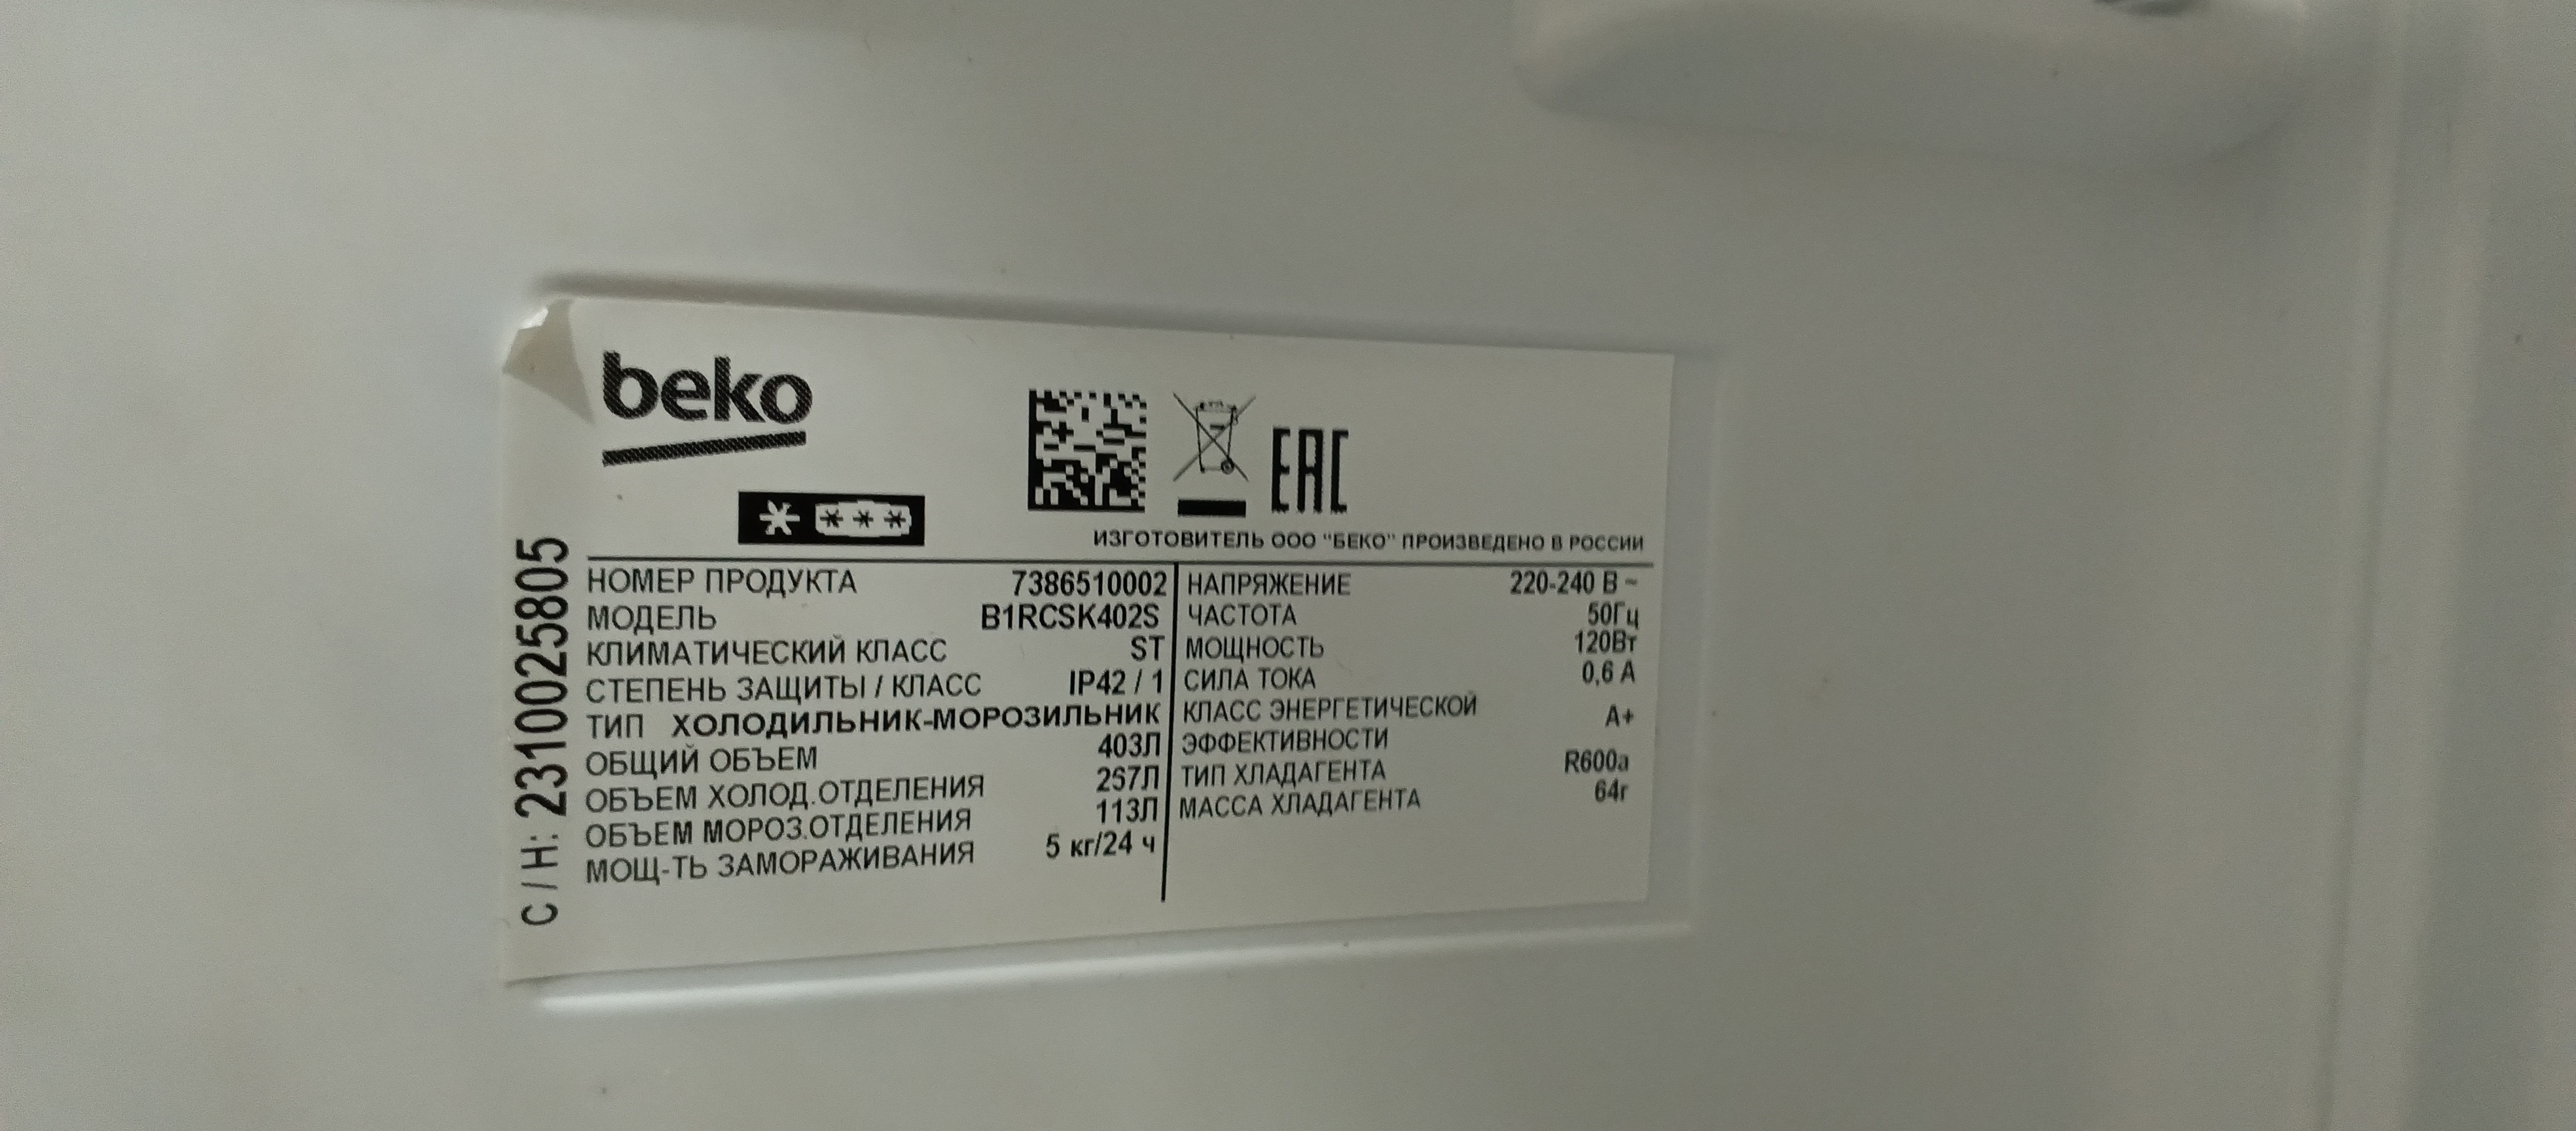 beko
EAC
ИЗГОТОВИТЕЛЬ ООО "БЕКО" ПРОИЗВЕДЕНО В РОССИИ
С / Н: 23100025805
НОМЕР ПРОДУКТА 7386510002
МОДЕЛЬ B1RCSK402S
КЛИМАТИЧЕСКИЙ КЛАСС ST
СТЕПЕНЬ ЗАЩИТЫ / КЛАСС IP42 / 1
ТИП ХОЛОДИЛЬНИК-МОРОЗИЛЬНИК
ОБЩИЙ ОБЪЕМ 403Л
ОБЪЕМ ХОЛОД.ОТДЕЛЕНИЯ 267Л
ОБЪЕМ МОРОЗ.ОТДЕЛЕНИЯ 113Л
МОЩ-ТЬ ЗАМОРАЖИВАНИЯ 5 кг/24 ч
НАПРЯЖЕНИЕ 220-240 В ~
ЧАСТОТА 50Гц
МОЩНОСТЬ 120Вт
СИЛА ТОКА 0,6 А
КЛАСС ЭНЕРГЕТИЧЕСКОЙ
ЭФФЕКТИВНОСТИ A+
ТИП ХЛАДАГЕНТА R600a
МАССА ХЛАДАГЕНТА 64г